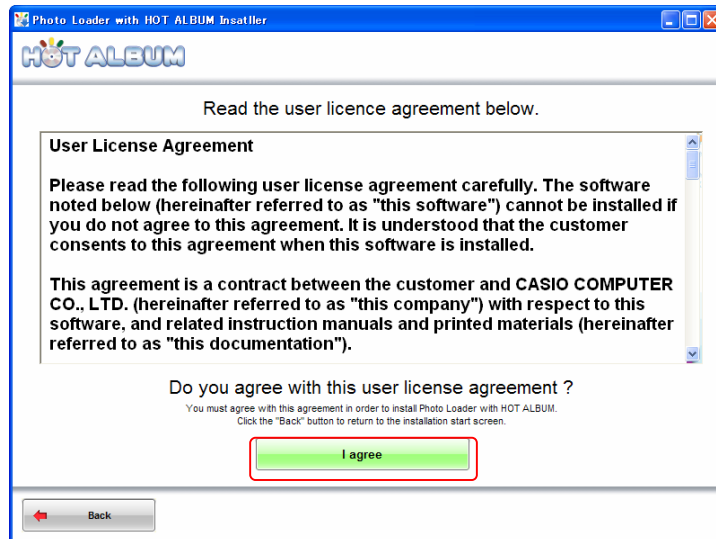 Photo Loader with HOT ALBUM Insatller
HOT ALBUM
Read the user licence agreement below.
User License Agreement
Please read the following user license agreement carefully. The software
noted below (hereinafter referred to as "this software") cannot be installed if
you do not agree to this agreement. It is understood that the customer
consents to this agreement when this software is installed.
This agreement is a contract between the customer and CASIO COMPUTER
CO., LTD. (hereinafter referred to as "this company") with respect to this
software, and related instruction manuals and printed materials (hereinafter
referred to as "this documentation").
Do you agree with this user license agreement ?
You must agree with this agreement in order to install Photo Loader with HOT ALBUM.
Click the "Back" button to return to the installation start screen.
I agree
Back